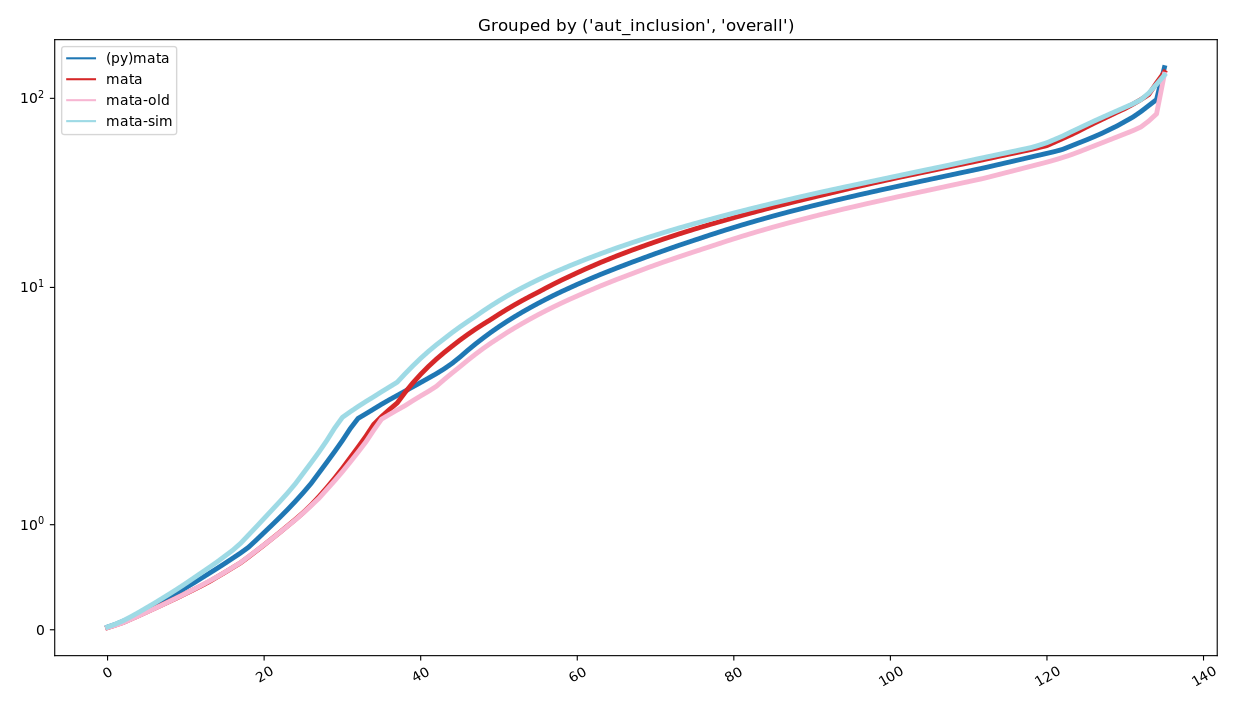 Grouped by ('aut_inclusion', 'overall')
(py)mata
mata
mata-old
mata-sim
10²
10¹
10⁰
0
0 20 40 60 80 100 120 140